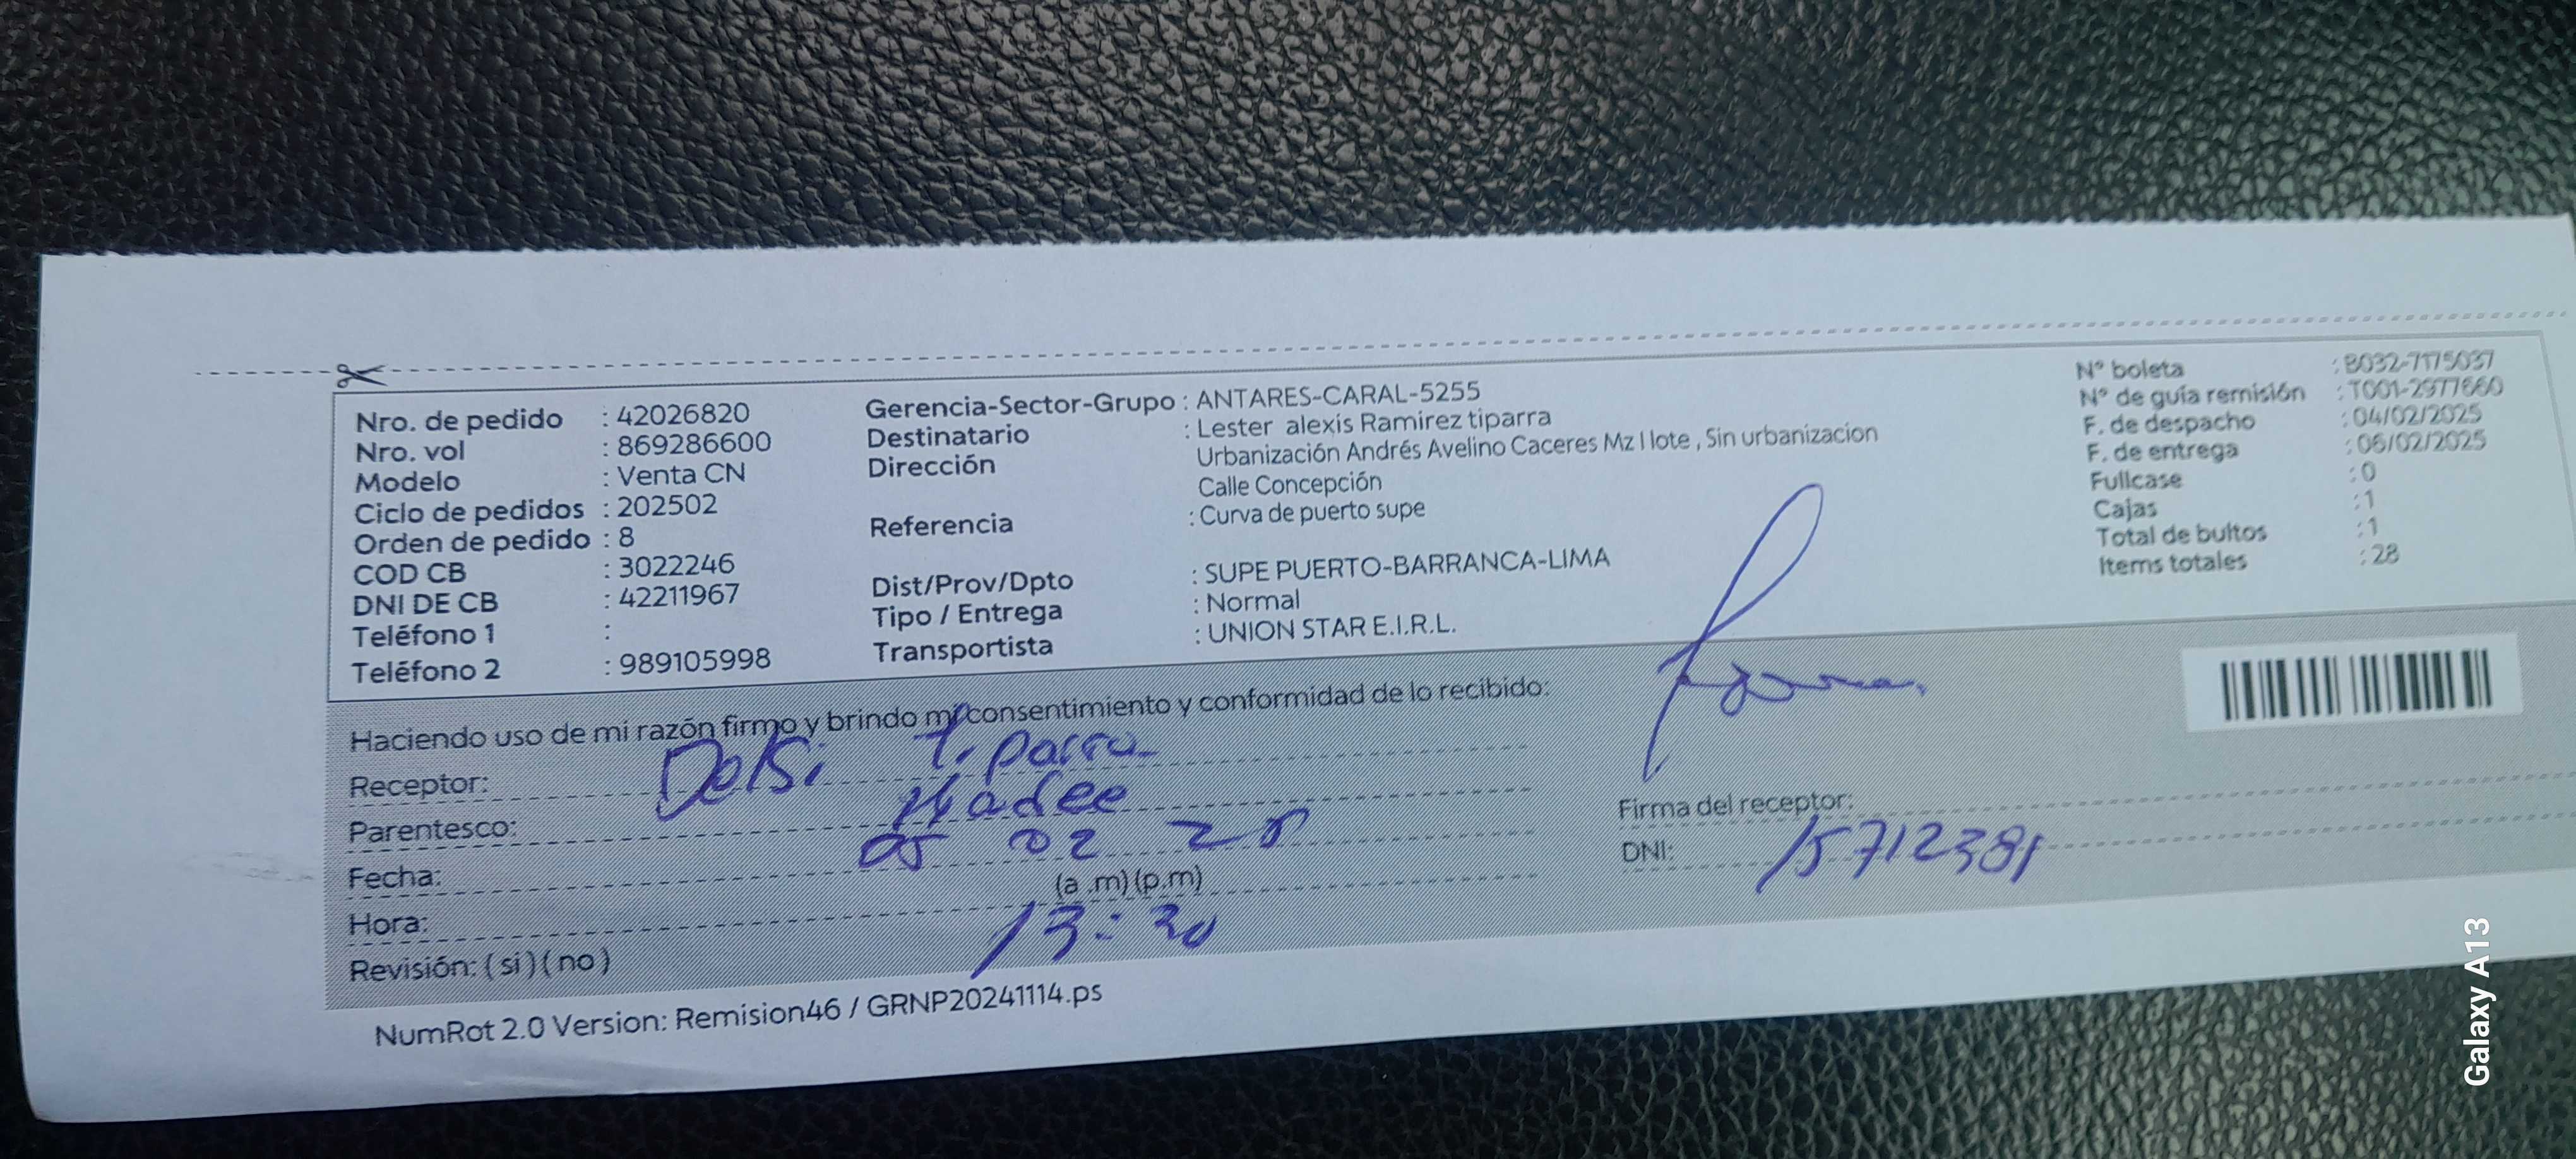 Nro. de pedido : 42026820
Nro. vol : 869286600
Modelo : Venta CN
Ciclo de pedidos : 202502
Orden de pedido : 8
COD CB : 3022246
DNI DE CB : 42211967
Teléfono 1 :
Teléfono 2 : 989105998
Gerencia-Sector-Grupo : ANTARES-CARAL-5255
Destinatario : Lester alexis Ramirez tiparra
Dirección Urbanización Andrés Avelino Caceres Mz I lote , Sin urbanizacion
Calle Concepción
Referencia : Curva de puerto supe
Dist/Prov/Dpto : SUPE PUERTO-BARRANCA-LIMA
Tipo / Entrega : Normal
Transportista : UNION STAR E.I.R.L.
N° boleta : B032-7175037
N° de guía remisión : T001-2977660
F. de despacho : 04/02/2025
F. de entrega : 06/02/2025
Fullcase : 0
Cajas : 1
Total de bultos : 1
Items totales : 28
Haciendo uso de mi razón firmo y brindo mi consentimiento y conformidad de lo recibido:
Receptor: Delsi Tiparra
Parentesco: Madre
Fecha: 05 02 25
(a .m) (p.m)
Hora: 13:30
Revisión: ( si ) ( no )
Firma del receptor:
DNI: 15712381
NumRot 2.0 Version: Remision46 / GRNP20241114.ps
Galaxy A13